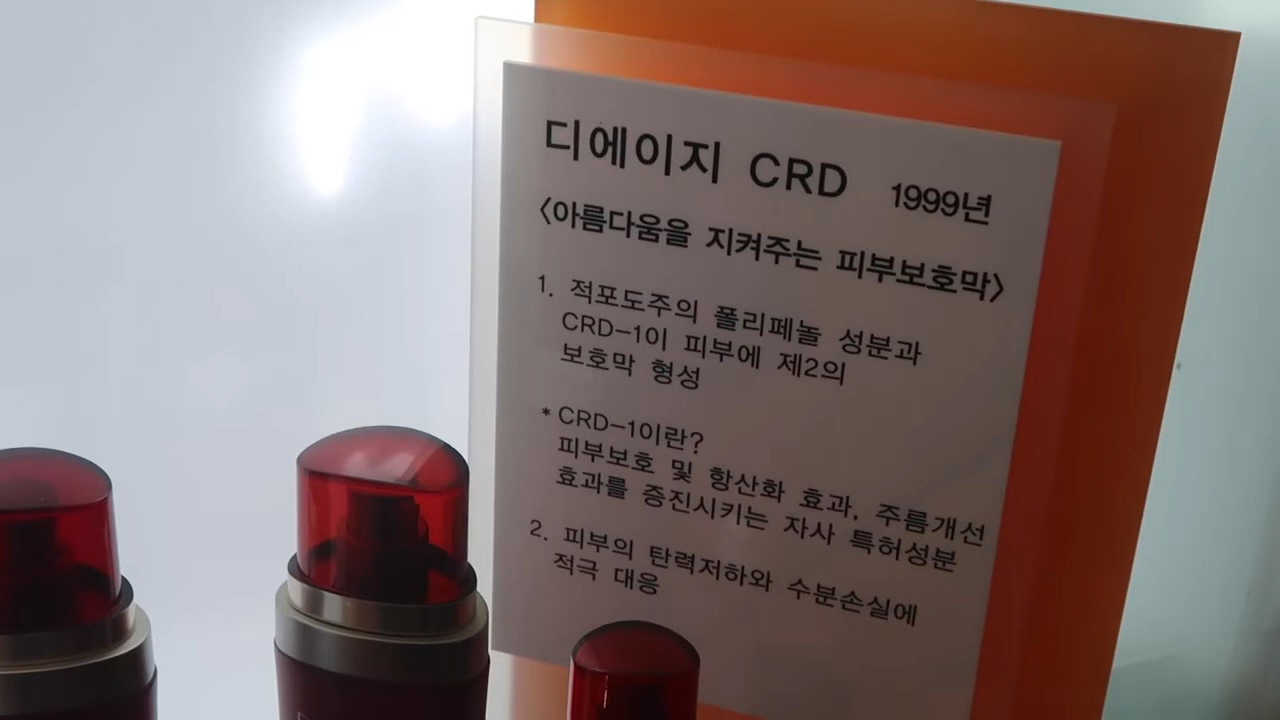 디에이지 CRD 1999년
<아름다움을 지켜주는 피부보호막>
1. 적포도주의 폴리페놀 성분과
CRD-1이 피부에 제2의
보호막 형성
* CRD-1이란?
피부보호 및 항산화 효과, 주름개선
효과를 증진시키는 자사 특허성분
2. 피부의 탄력저하와 수분손실에
적극 대응